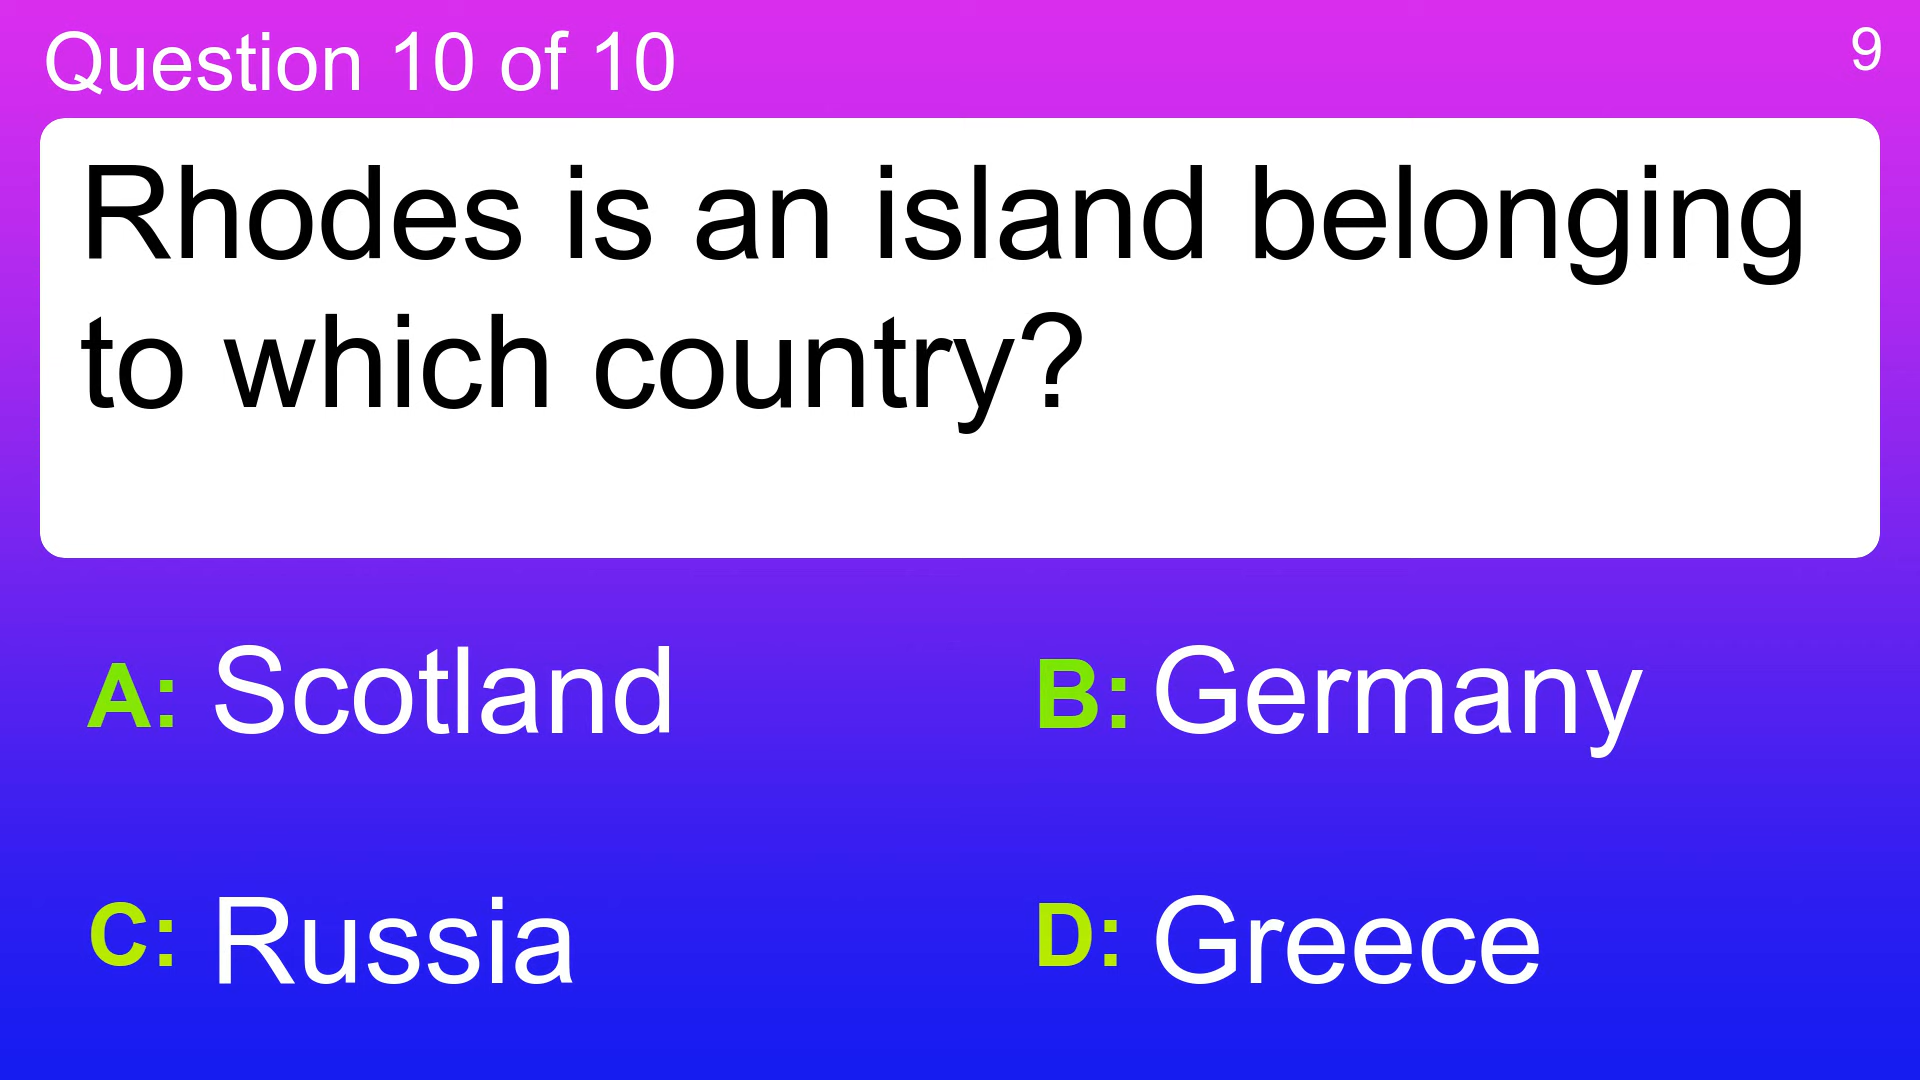 Question 10 of 10
9
Rhodes is an island belonging
to which country?
A: Scotland
B: Germany
C: Russia
D: Greece